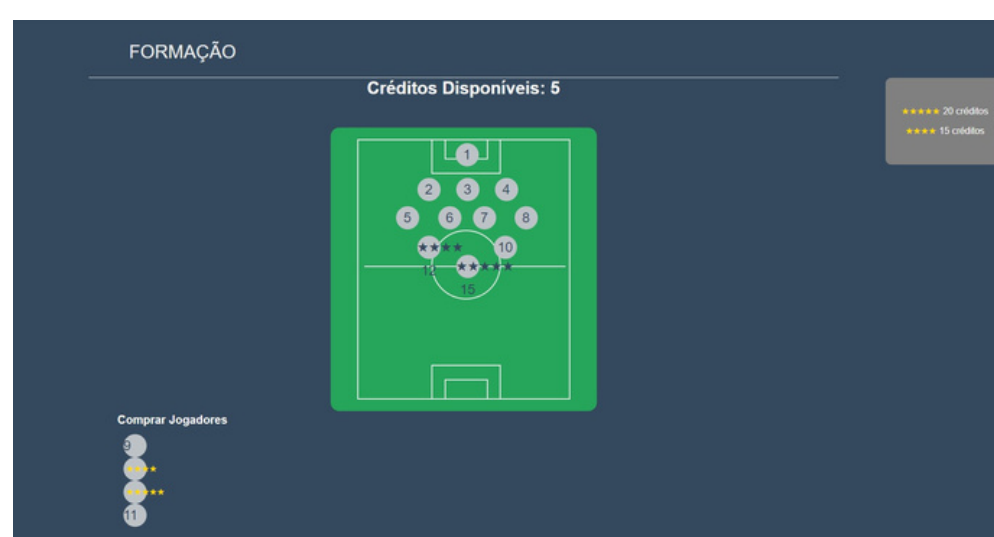 FORMAÇÃO
Créditos Disponíveis: 5
★★★★★ 20 créditos
★★★★ 15 créditos
1
2 3 4
5 6 7 8
★★★★ 10
12 ★★★★★
15
Comprar Jogadores
9
★★★★
★★★★★
11